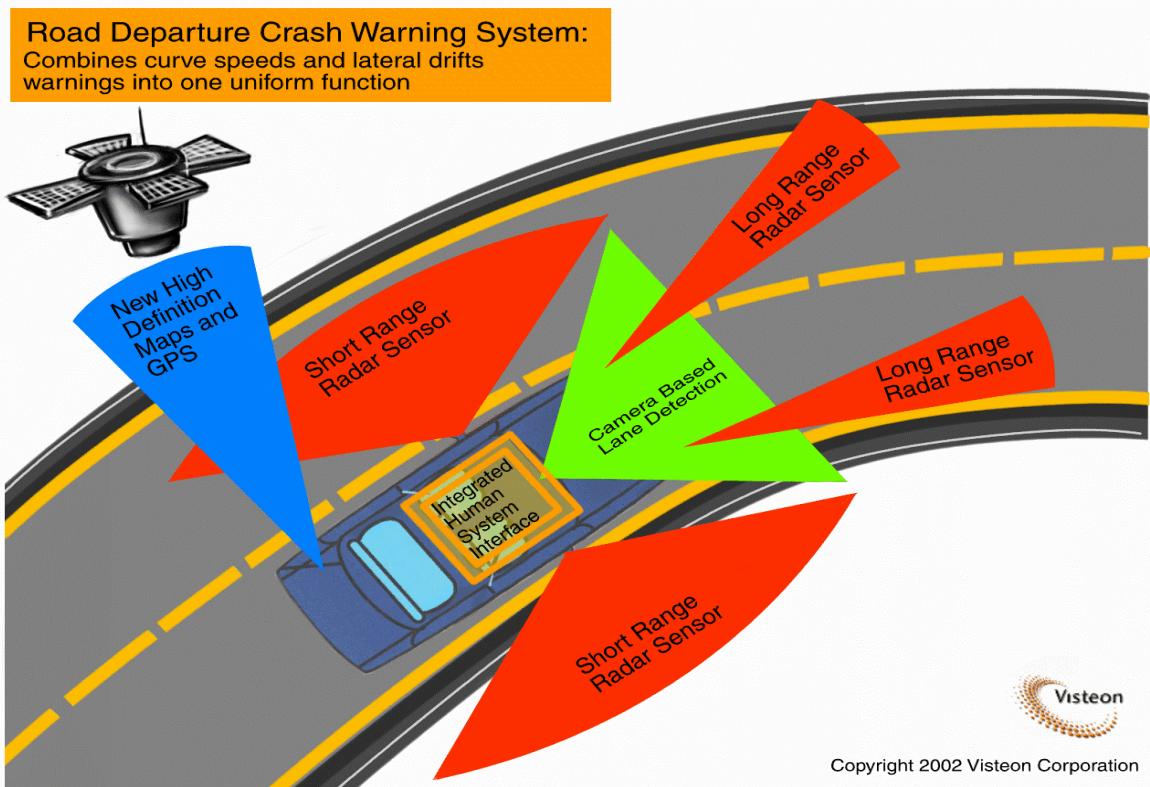 Road Departure Crash Warning System:
Combines curve speeds and lateral drifts
warnings into one uniform function
Long Range
Radar Sensor
New High
Definition
Maps and
GPS
Short Range
Radar Sensor
Long Range
Radar Sensor
Camera Based
Lane Detection
Integrated
Human
System
Interface
Short Range
Radar Sensor
Visteon
Copyright 2002 Visteon Corporation